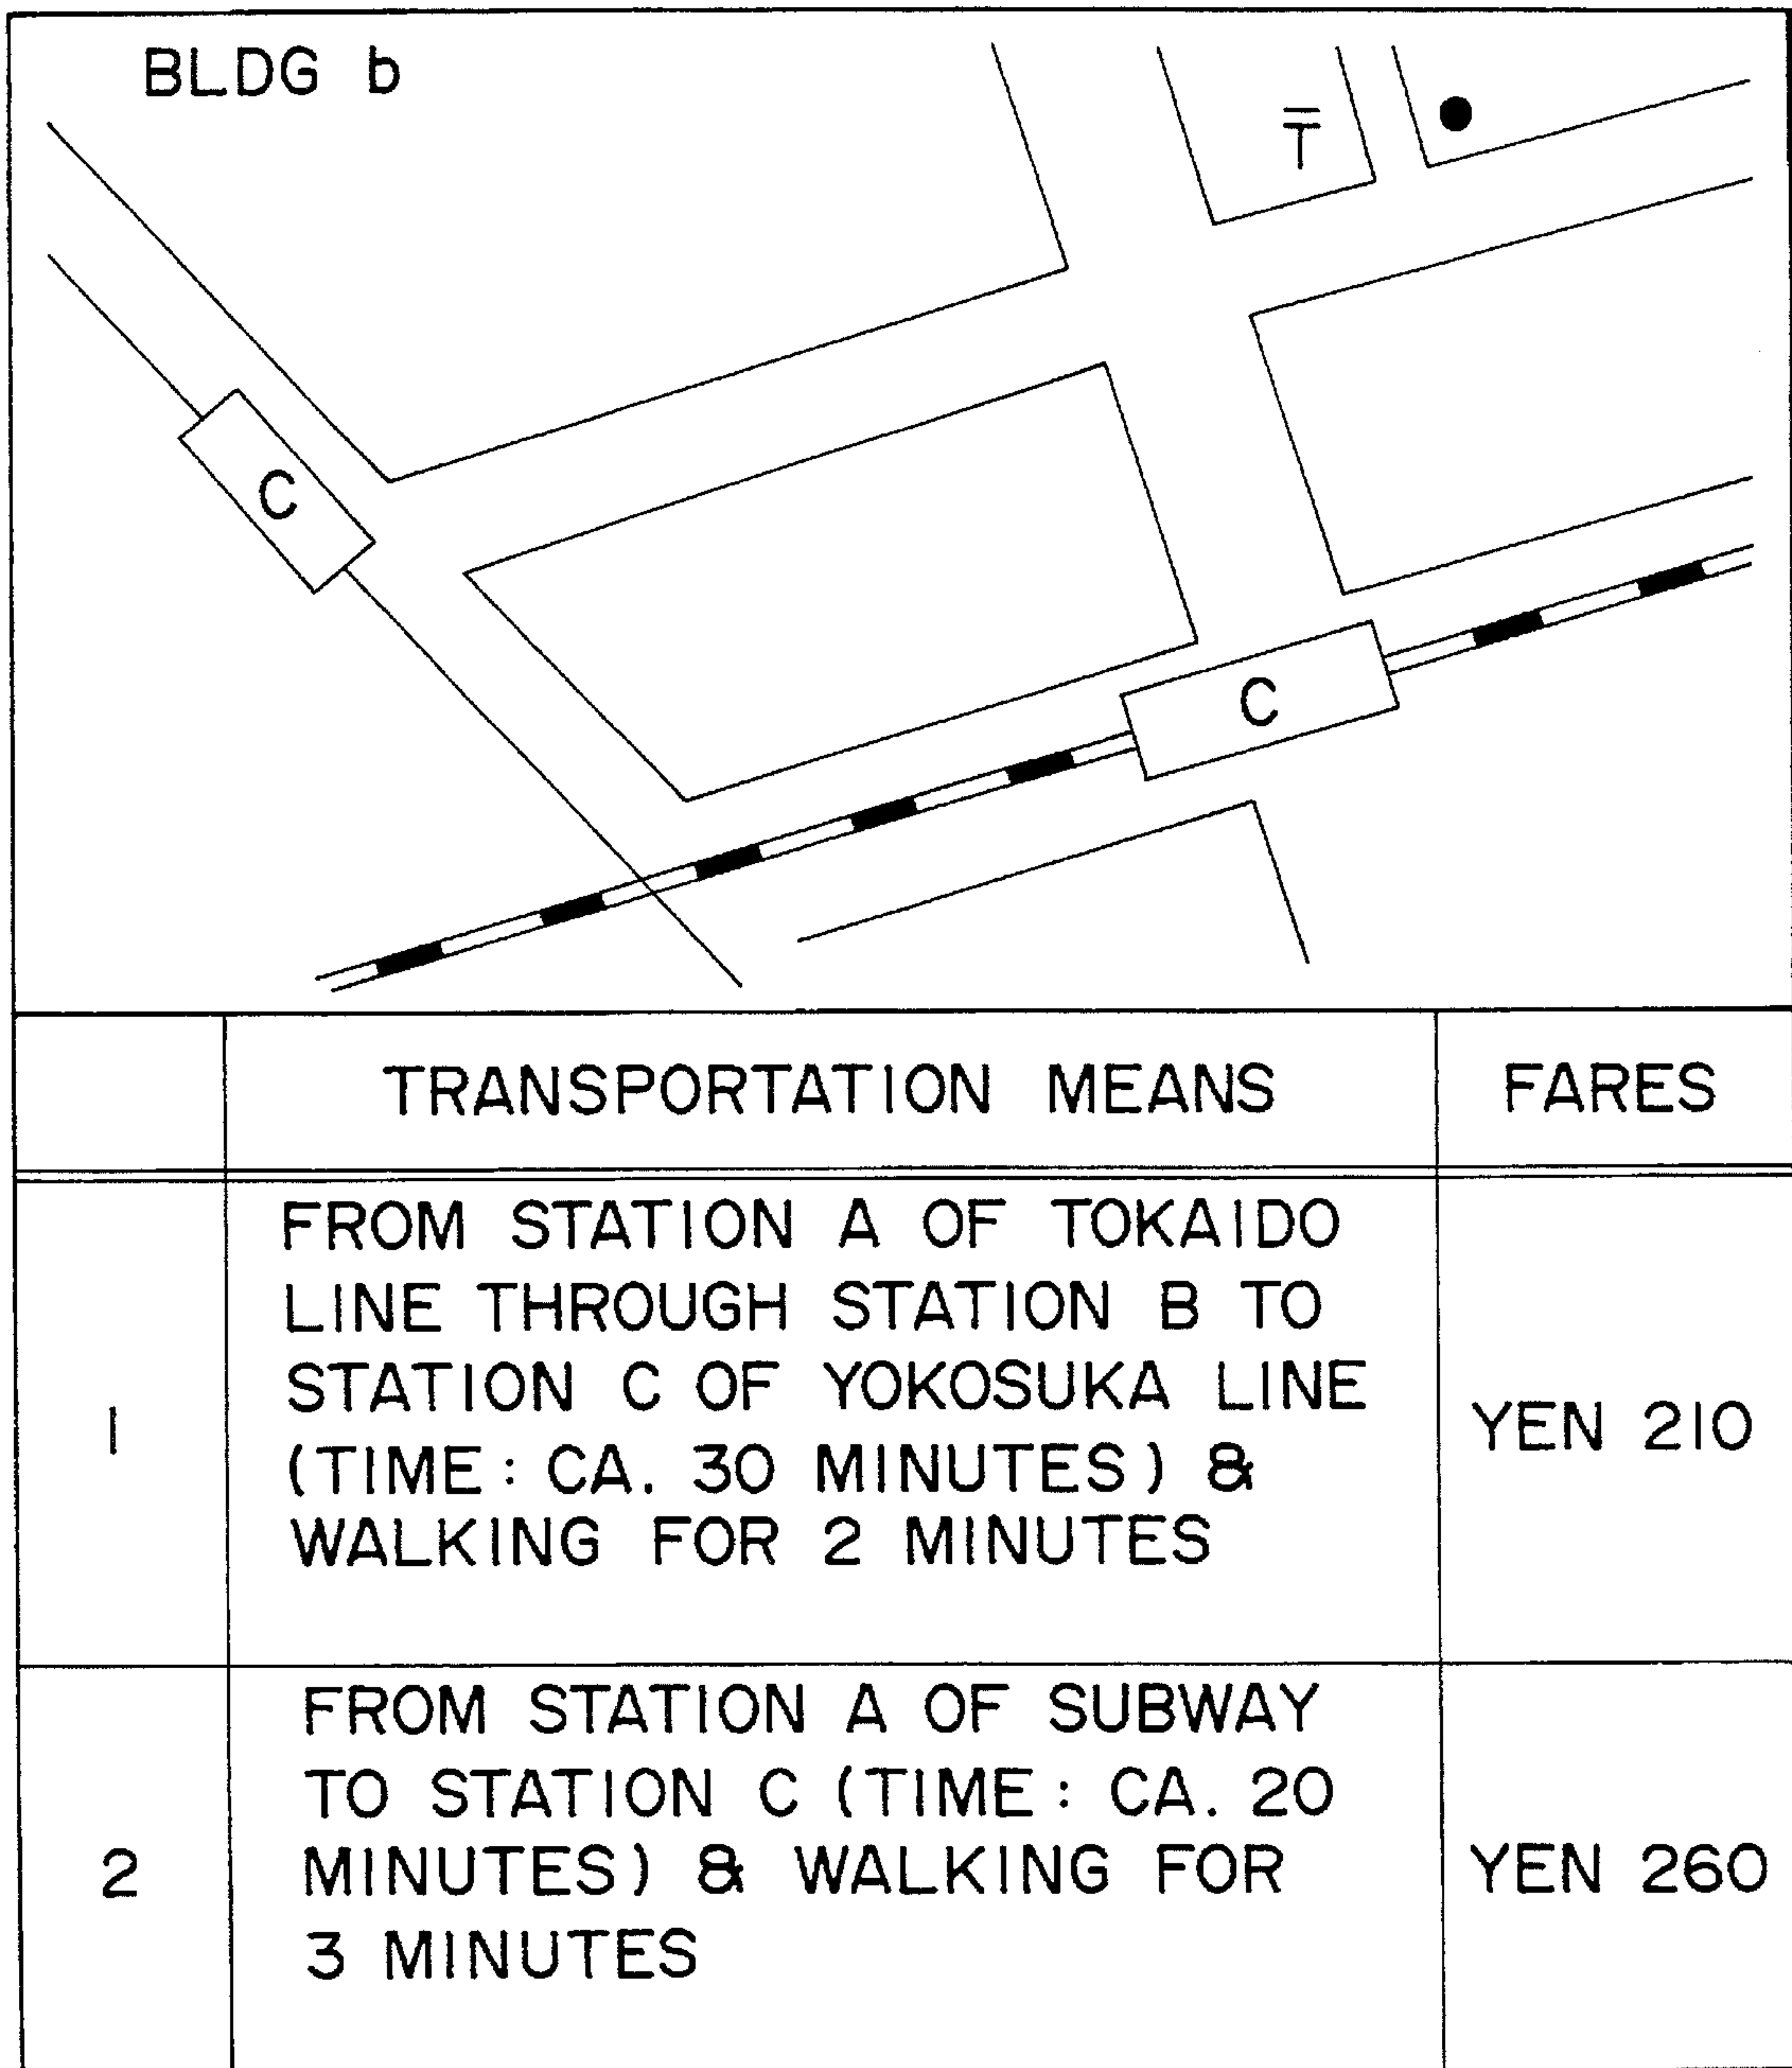 BLDG b
〒
C
C
TRANSPORTATION MEANS
FARES
1
FROM STATION A OF TOKAIDO
LINE THROUGH STATION B TO
STATION C OF YOKOSUKA LINE
(TIME: CA. 30 MINUTES) &
WALKING FOR 2 MINUTES
YEN 210
2
FROM STATION A OF SUBWAY
TO STATION C (TIME: CA. 20
MINUTES) & WALKING FOR
3 MINUTES
YEN 260